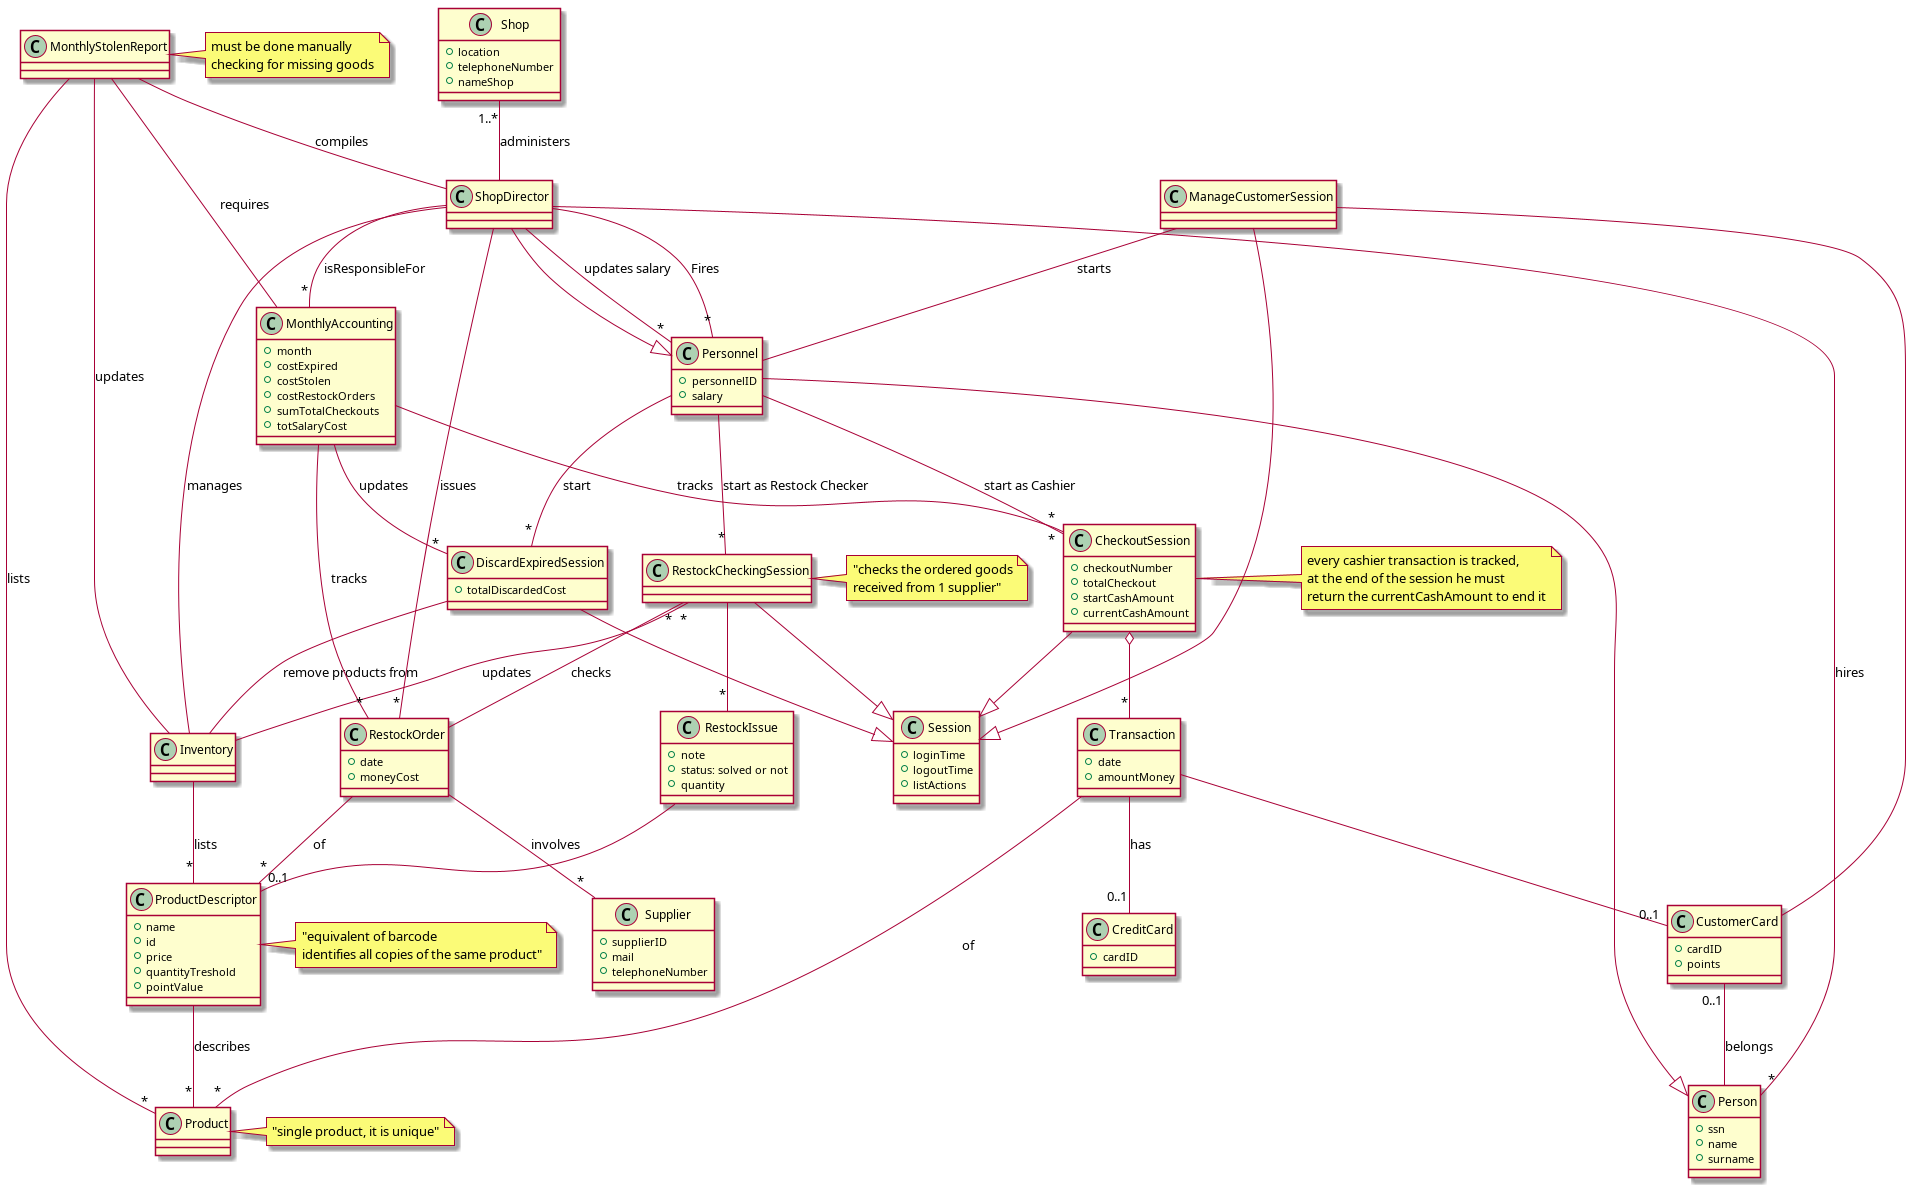 C Shop
location
telephoneNumber
nameShop
C MonthlyStolenReport
must be done manually
checking for missing goods
1..*
compiles
administers
C ShopDirector
C ManageCustomerSession
requires
isResponsibleFor
updates salary
Fires
starts
*
C MonthlyAccounting
month
costExpired
costStolen
costRestockOrders
sumTotalCheckouts
totSalaryCost
*
*
C Personnel
personnelID
salary
updates
manages
updates
issues
start
tracks
start as Restock Checker
start as Cashier
*
*
*
*
*
C DiscardExpiredSession
totalDiscardedCost
C RestockCheckingSession
"checks the ordered goods
received from 1 supplier"
C CheckoutSession
checkoutNumber
totalCheckout
startCashAmount
currentCashAmount
every cashier transaction is tracked,
at the end of the session he must
return the currentCashAmount to end it
lists
tracks
*
*
remove products from
updates
checks
hires
*
*
*
*
C Inventory
C RestockOrder
date
moneyCost
C RestockIssue
note
status: solved or not
quantity
C Session
loginTime
logoutTime
listActions
C Transaction
date
amountMoney
lists
of
involves
has
*
*
0..1
*
0..1
0..1
C ProductDescriptor
name
id
price
quantityTreshold
pointValue
"equivalent of barcode
identifies all copies of the same product"
C Supplier
supplierID
mail
telephoneNumber
of
C CreditCard
cardID
C CustomerCard
cardID
points
0..1
describes
belongs
*
*
*
*
C Product
"single product, it is unique"
C Person
ssn
name
surname